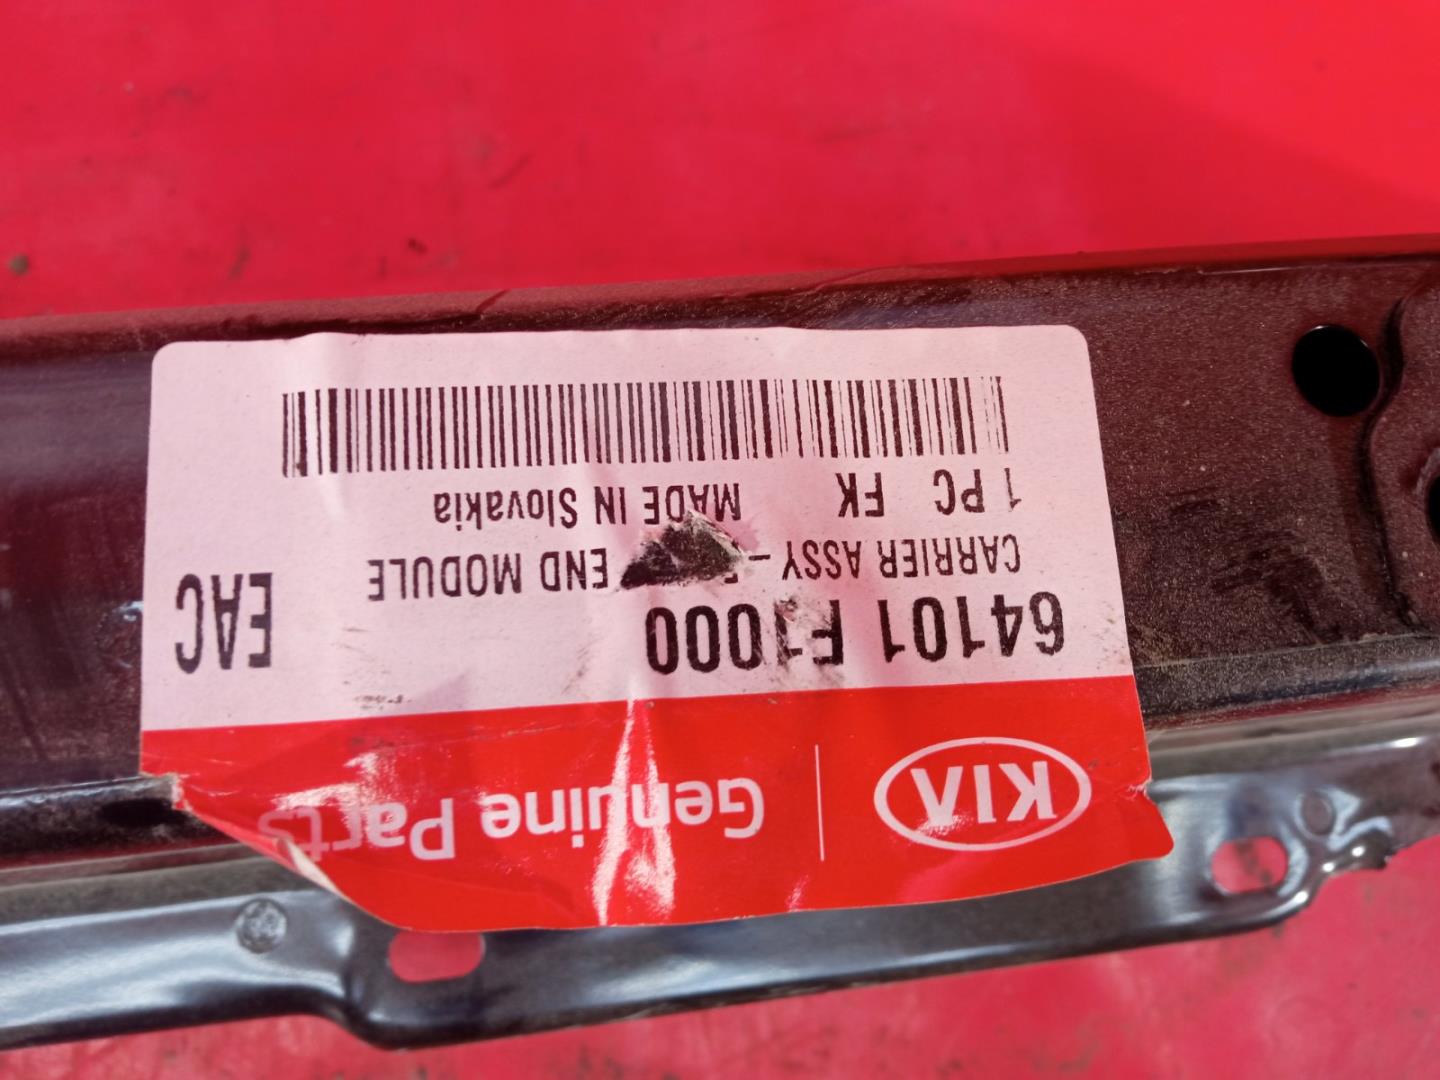 KIA Genuine Parts
64101 F1000
CARRIER ASSY- END MODULE
EAC
1 PC FK MADE IN Slovakia